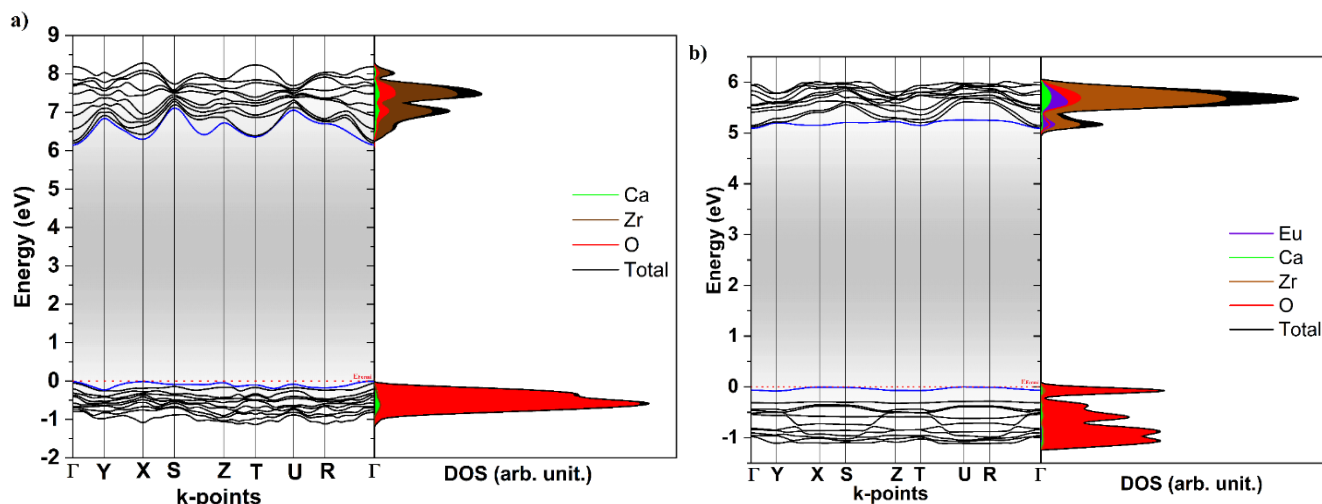 a)
9
8
7
6
5
4
3
2
1
0
-1
-2
Energy (eV)
Efermi
Γ Y X S Z T U R Γ
k-points
DOS (arb. unit.)
Ca
Zr
O
Total
b)
6
5
4
3
2
1
0
-1
Energy (eV)
Efermi
Γ Y X S Z T U R Γ
k-points
DOS (arb. unit.)
Eu
Ca
Zr
O
Total